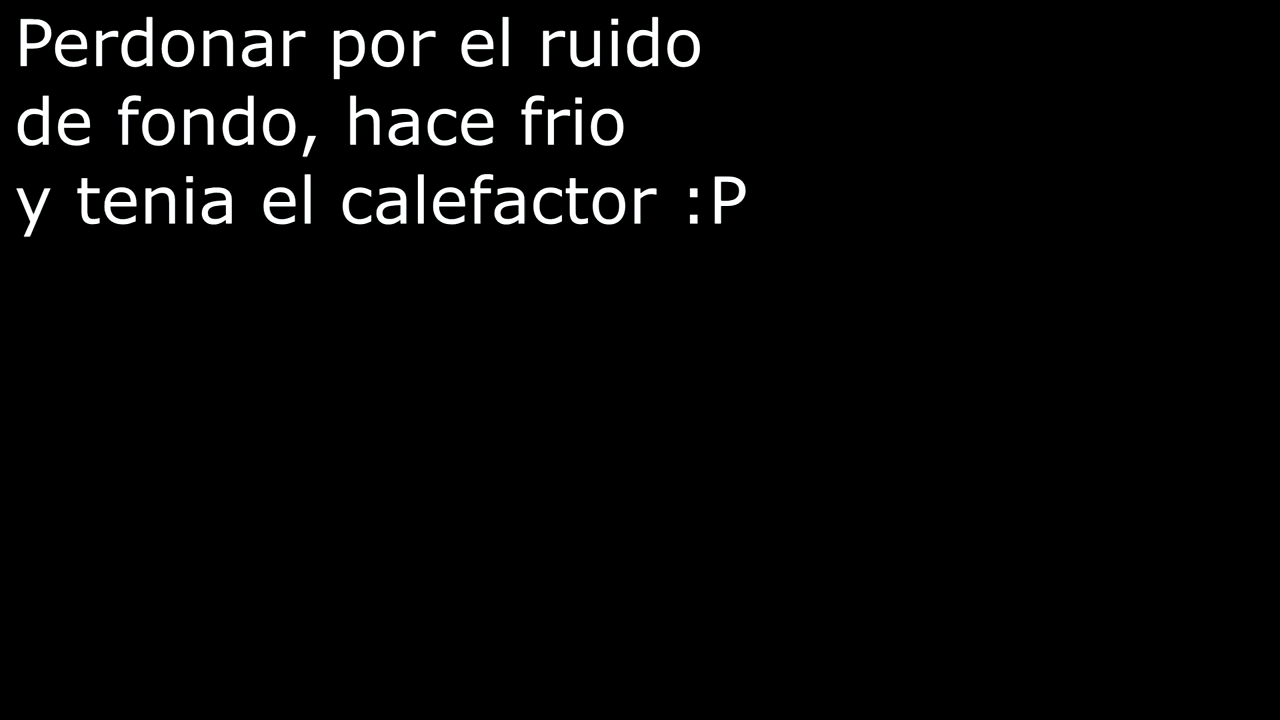 Perdonar por el ruido
de fondo, hace frio
y tenia el calefactor :P